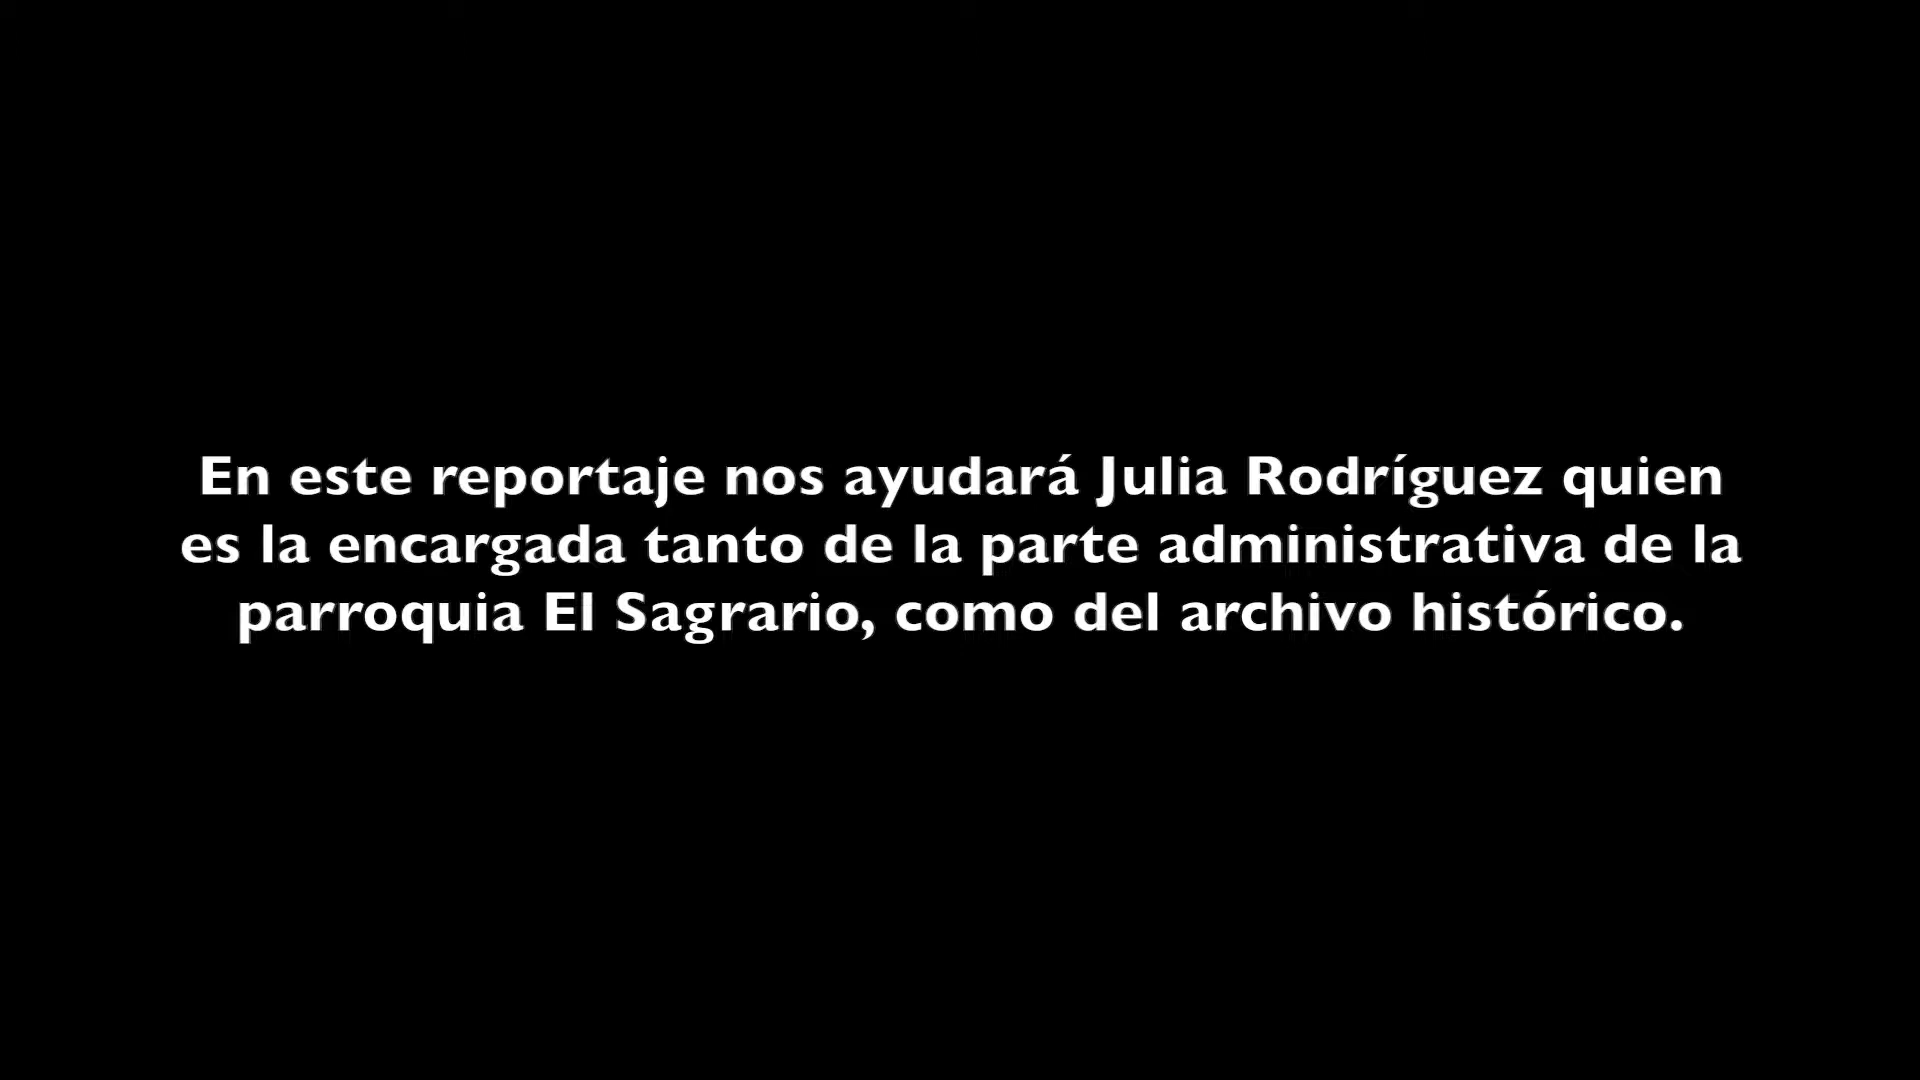 En este reportaje nos ayudará Julia Rodríguez quien
es la encargada tanto de la parte administrativa de la
parroquia El Sagrario, como del archivo histórico.